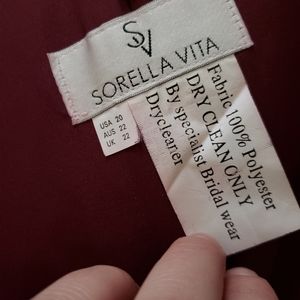 SV
SORELLA VITA
USA 20
AUS 22
UK 22
Fabric 100% Polyester
DRY CLEAN ONLY
By specialist Bridal wear
Drycleaner